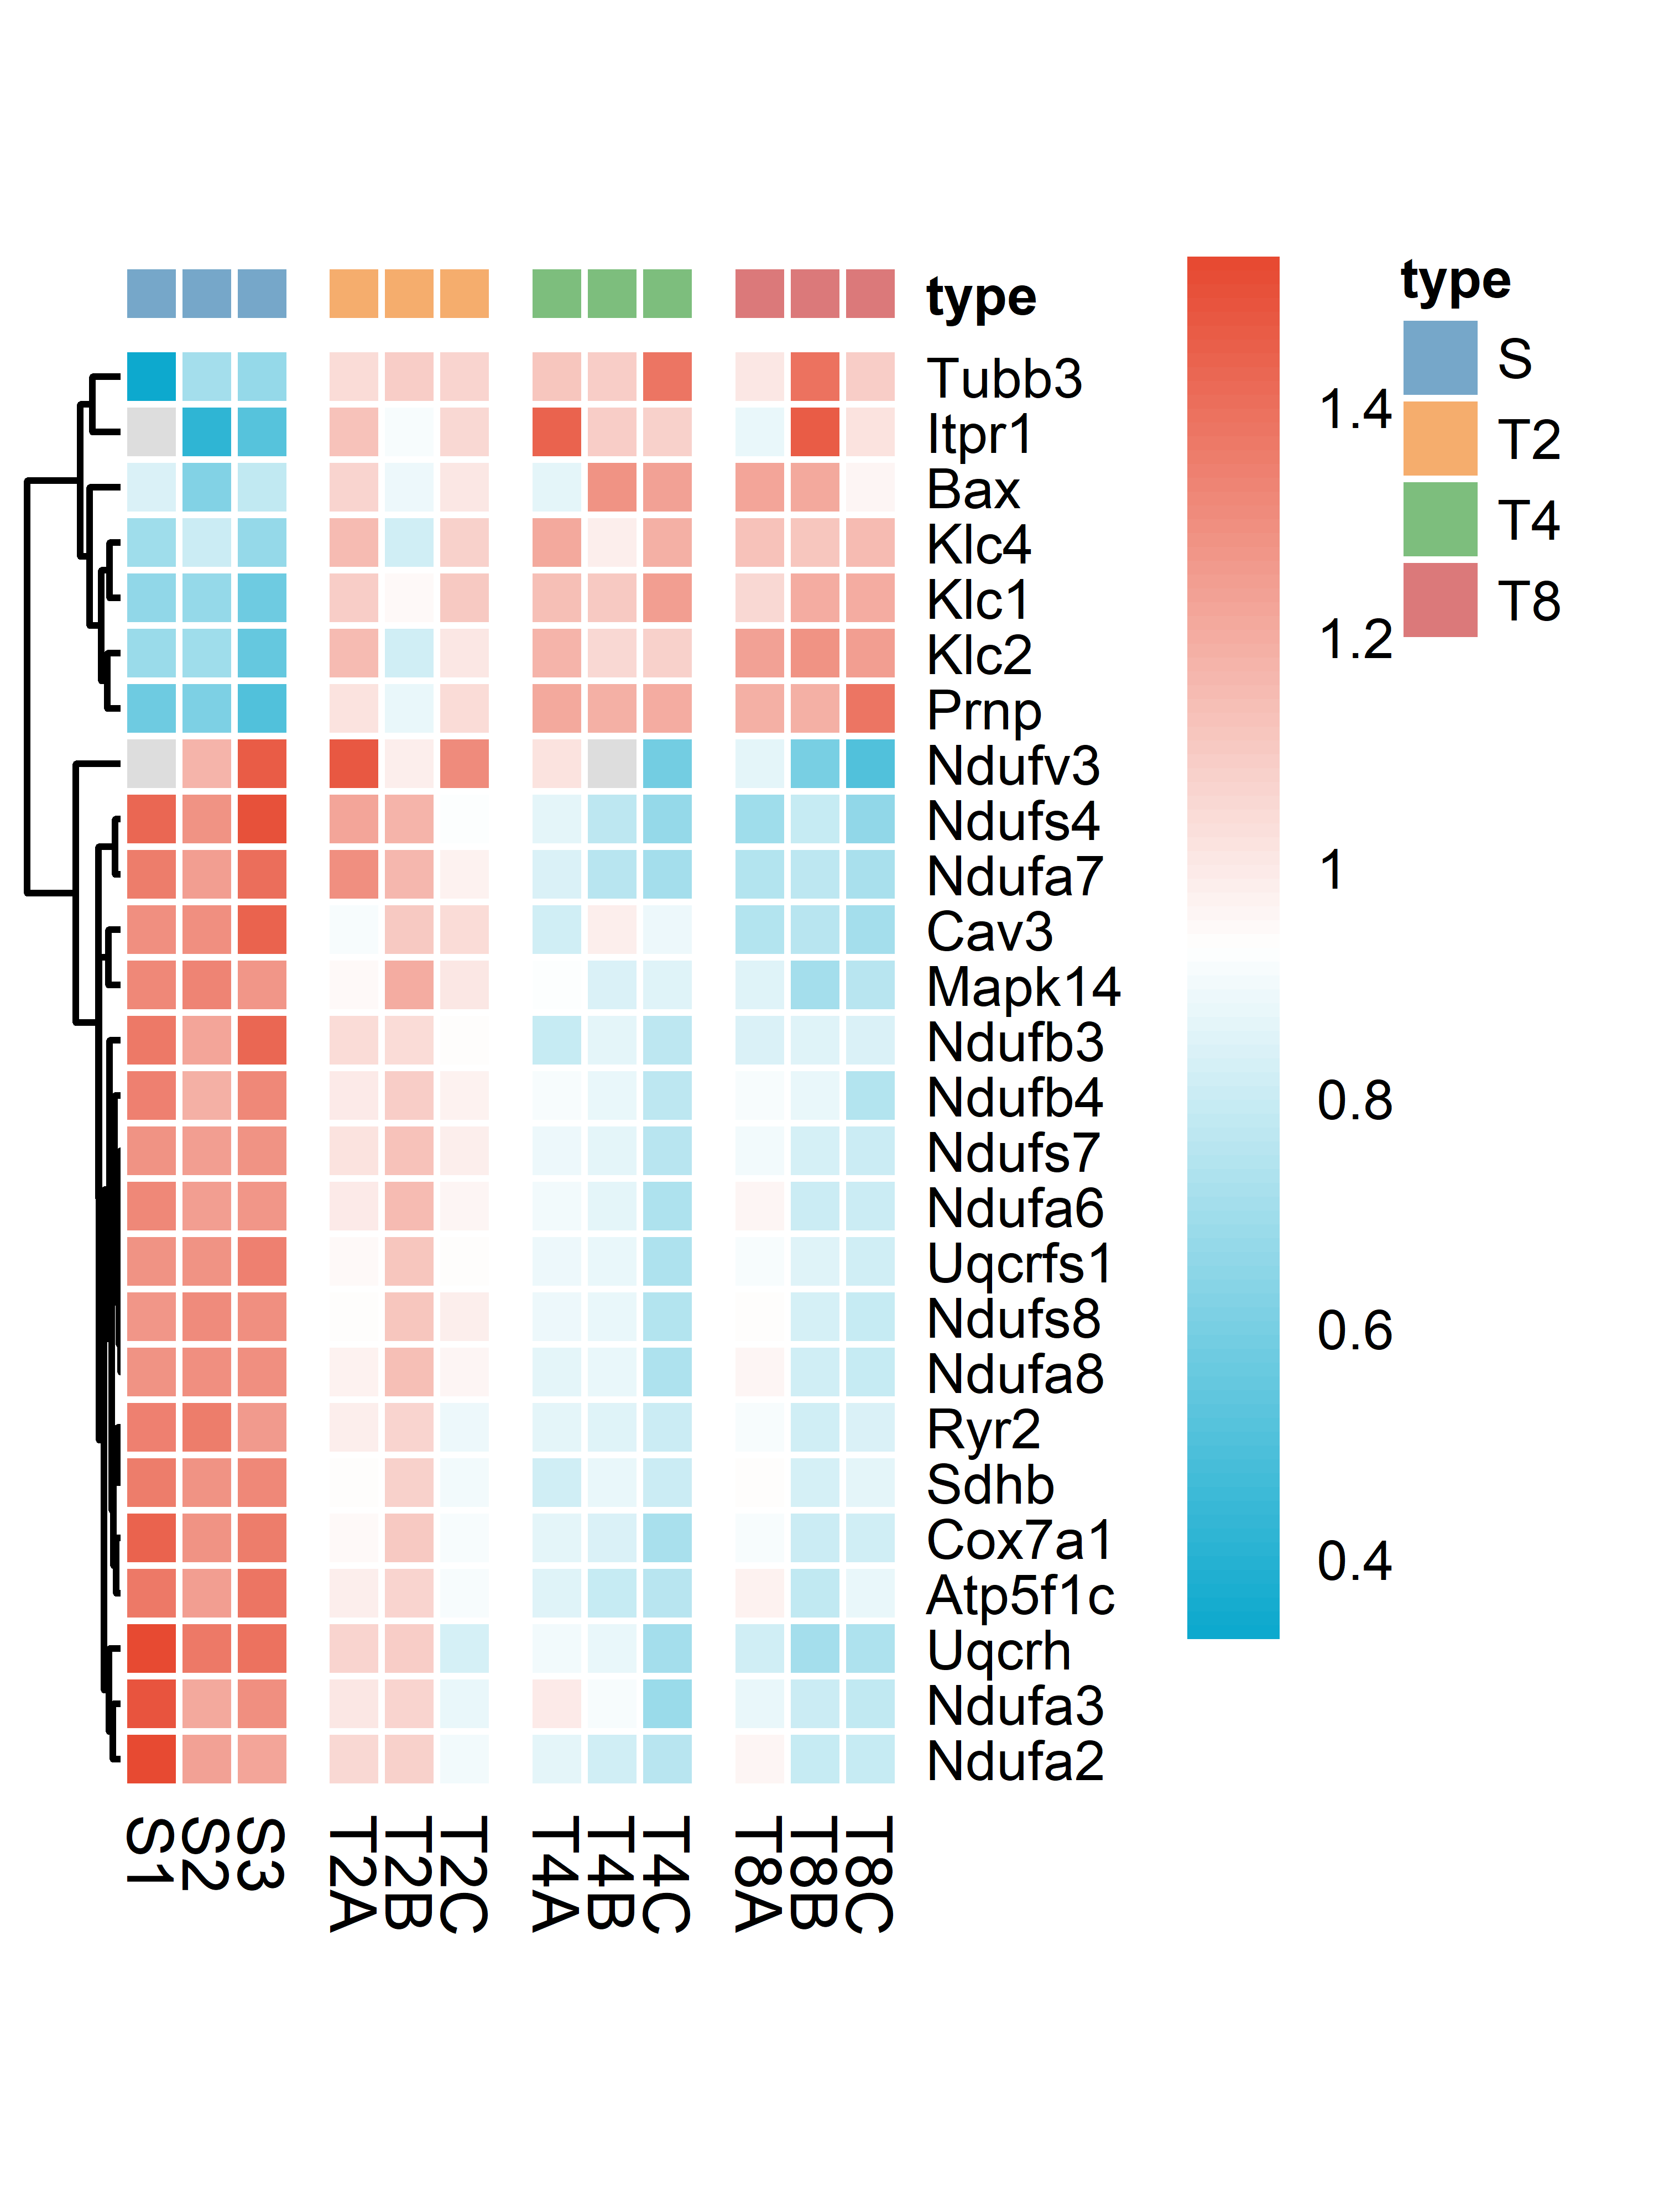 type
Tubb3
Itpr1
Bax
Klc4
Klc1
Klc2
Prnp
Ndufv3
Ndufs4
Ndufa7
Cav3
Mapk14
Ndufb3
Ndufb4
Ndufs7
Ndufa6
Uqcrfs1
Ndufs8
Ndufa8
Ryr2
Sdhb
Cox7a1
Atp5f1c
Uqcrh
Ndufa3
Ndufa2
S1
S2
S3
T2A
T2B
T2C
T4A
T4B
T4C
T8A
T8B
T8C
1.4
1.2
1
0.8
0.6
0.4
type
S
T2
T4
T8